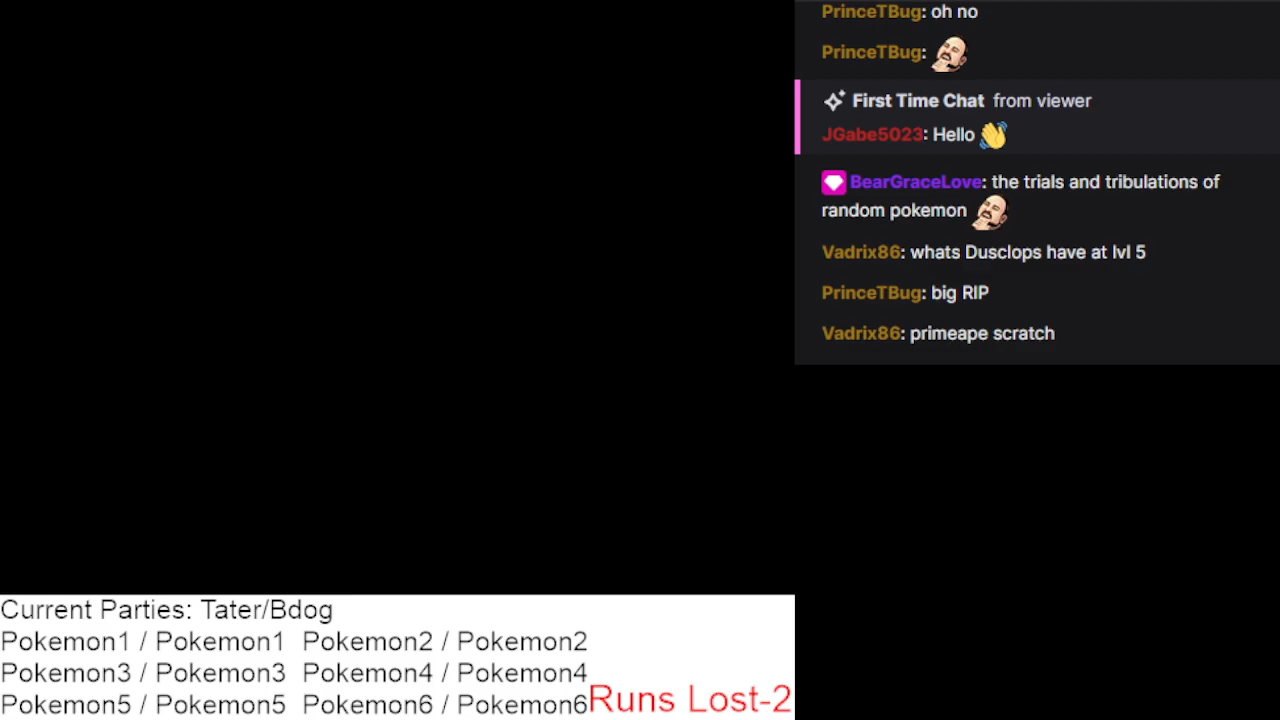 PrinceTBug: oh no
PrinceTBug:
First Time Chat from viewer
JGabe5023: Hello
BearGraceLove: the trials and tribulations of
random pokemon
Vadrix86: whats Dusclops have at lvl 5
PrinceTBug: big RIP
Vadrix86: primeape scratch
Current Parties: Tater/Bdog
Pokemon1 / Pokemon1 Pokemon2 / Pokemon2
Pokemon3 / Pokemon3 Pokemon4 / Pokemon4
Pokemon5 / Pokemon5 Pokemon6 / Pokemon6
Runs Lost-2